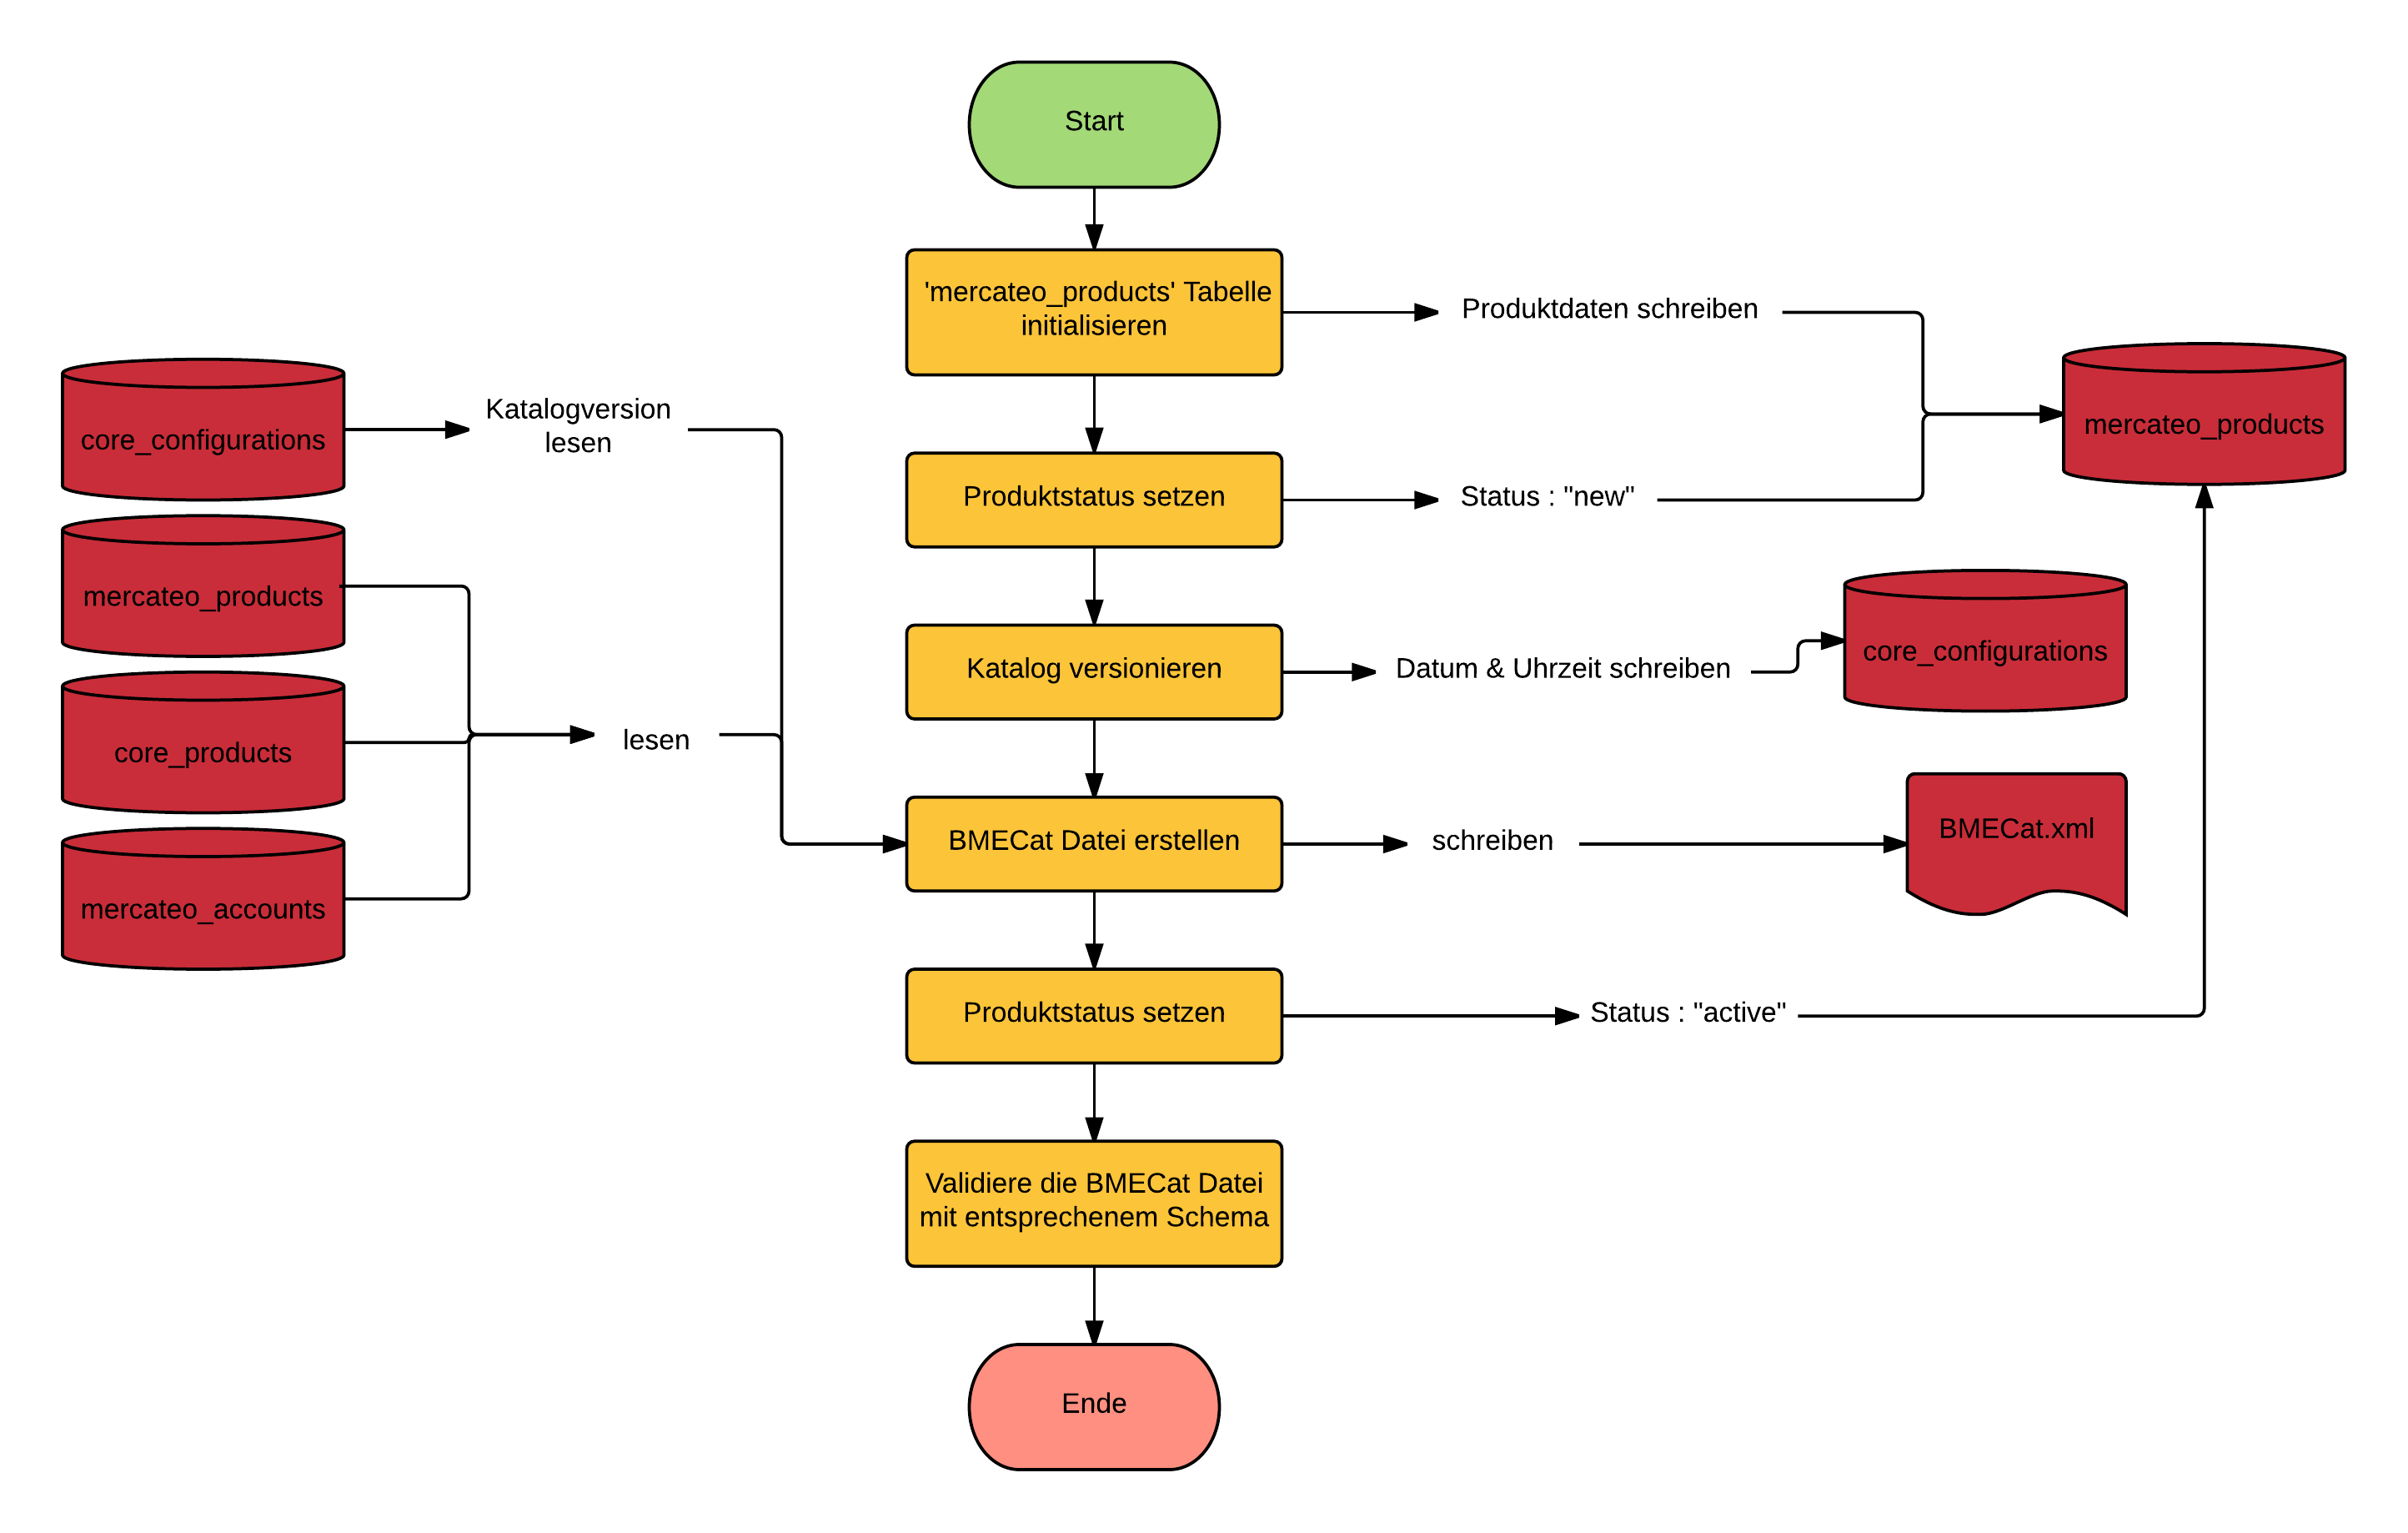 Start
'mercateo_products' Tabelle
initialisieren
Produktdaten schreiben
mercateo_products
core_configurations
Katalogversion
lesen
Produktstatus setzen
Status : "new"
mercateo_products
Katalog versionieren
Datum & Uhrzeit schreiben
core_configurations
core_products
lesen
BMECat Datei erstellen
schreiben
BMECat.xml
mercateo_accounts
Produktstatus setzen
Status : "active"
Validiere die BMECat Datei
mit entsprechenem Schema
Ende